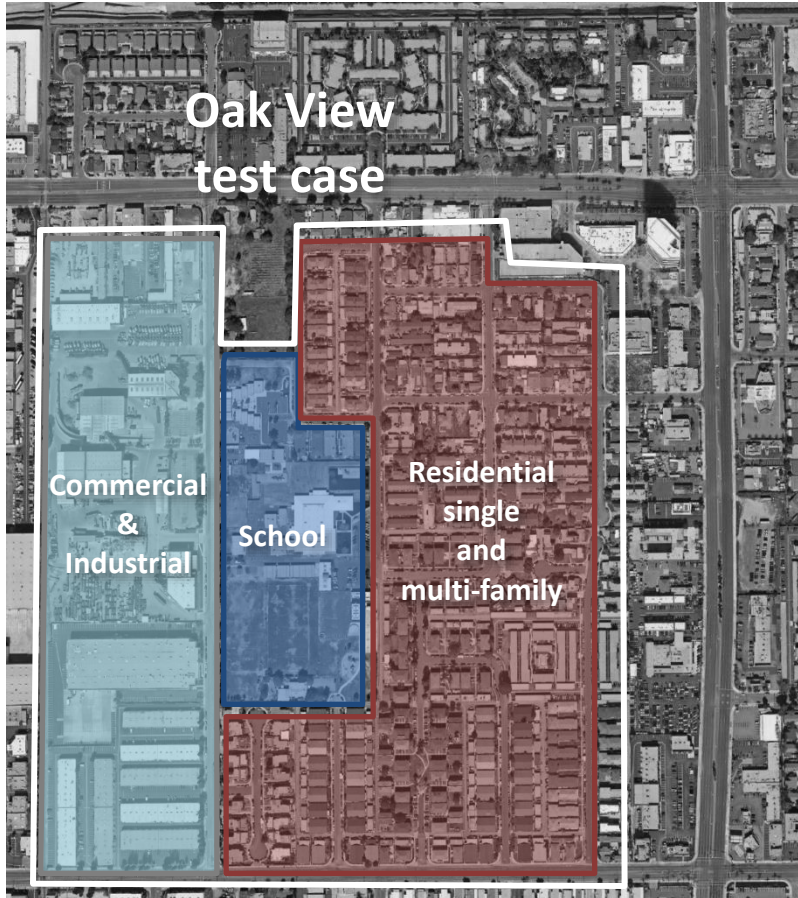 Oak View
test case
Commercial
&
Industrial
School
Residential
single
and
multi-family